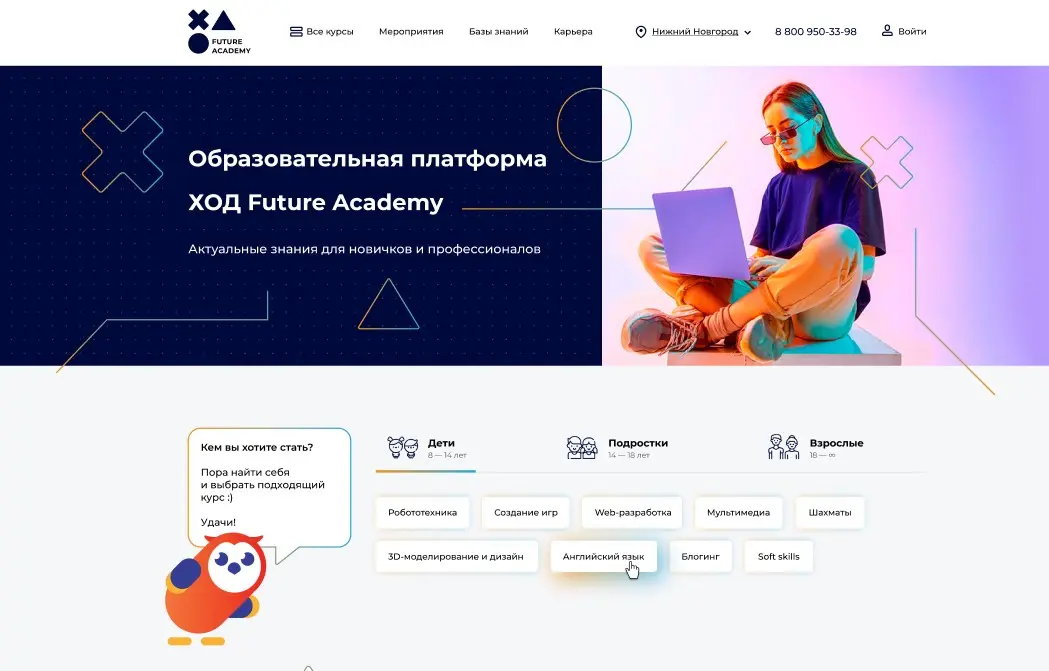 FUTURE
ACADEMY
Все курсы
Мероприятия
Базы знаний
Карьера
Нижний Новгород
8 800 950-33-98
Войти
Образовательная платформа
ХОД Future Academy
Актуальные знания для новичков и профессионалов
Кем вы хотите стать?
Пора найти себя
и выбрать подходящий
курс :)
Удачи!
Дети
8 — 14 лет
Подростки
14 — 18 лет
Взрослые
18 — ∞
Робототехника
Создание игр
Web-разработка
Мультимедиа
Шахматы
3D-моделирование и дизайн
Английский язык
Блогинг
Soft skills